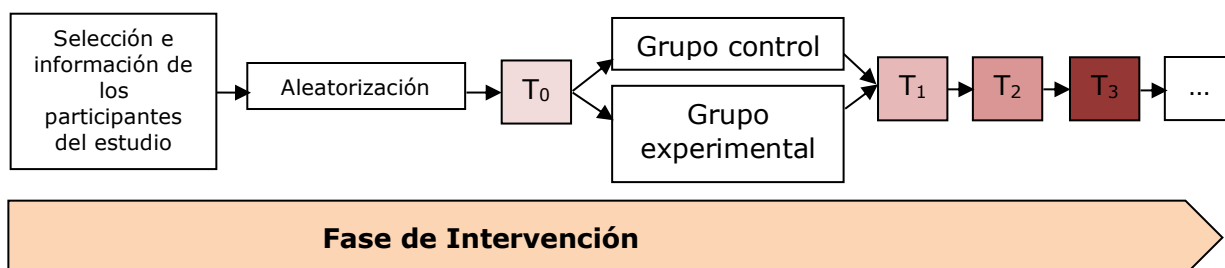 Selección e
información de
los
participantes
del estudio
Aleatorización
T₀
Grupo control
Grupo
experimental
T₁
T₂
T₃
...
Fase de Intervención